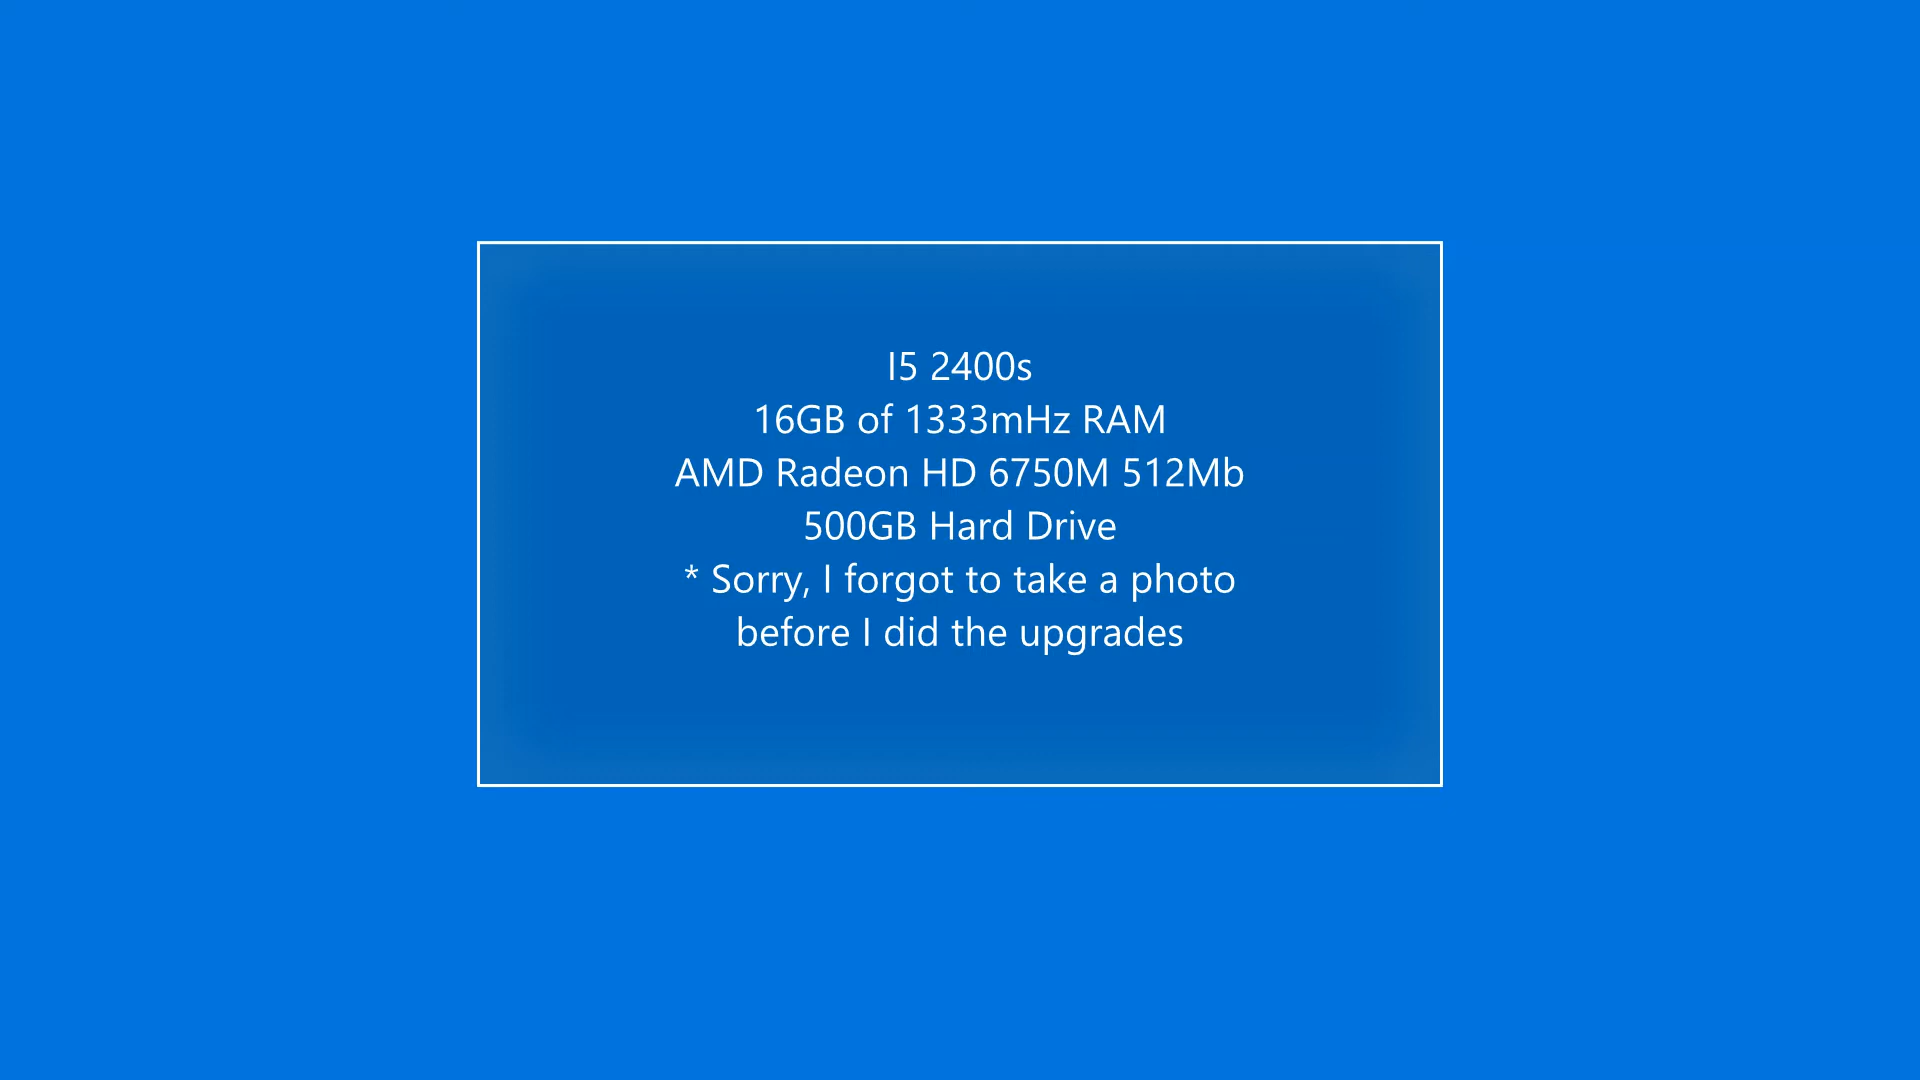 I5 2400s
16GB of 1333mHz RAM
AMD Radeon HD 6750M 512Mb
500GB Hard Drive
* Sorry, I forgot to take a photo
before I did the upgrades